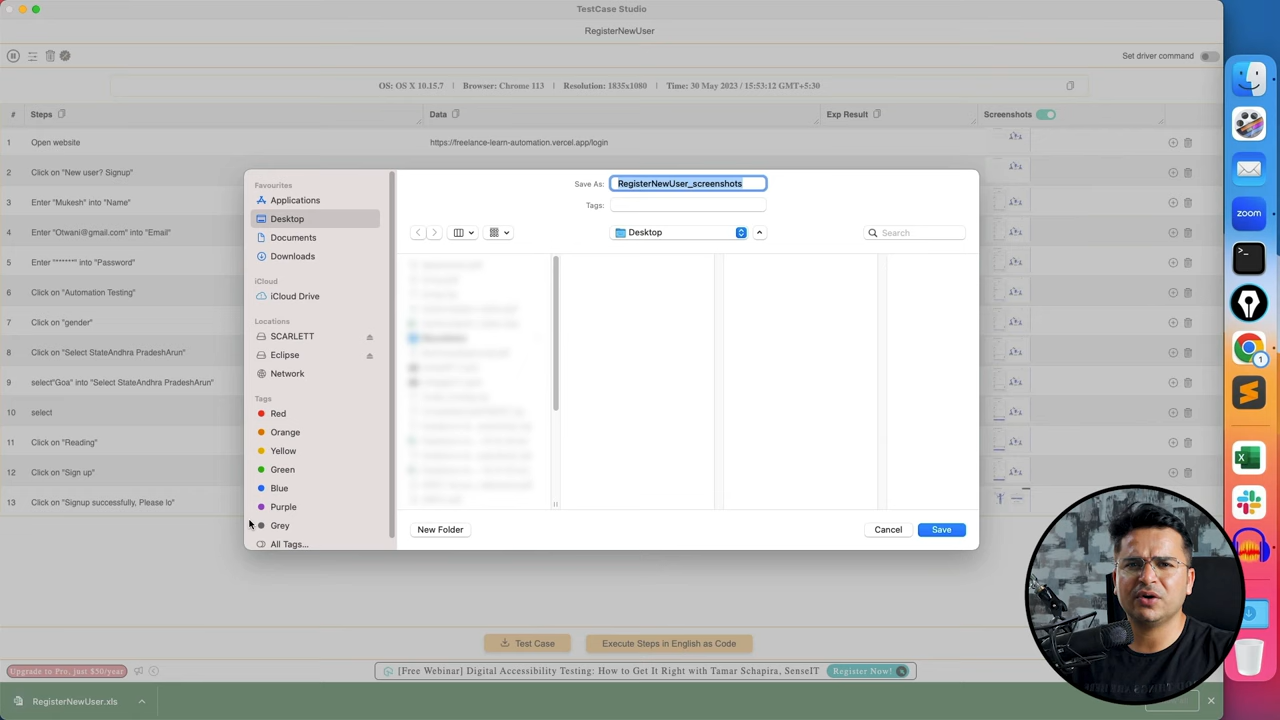 TestCase Studio
RegisterNewUser
Set driver command
OS: OS X 10.15.7 | Browser: Chrome 113 | Resolution: 1835x1080 | Time: 30 May 2023 / 15:53:12 GMT+5:30
# Steps Data Exp Result Screenshots
1 Open website https://freelance-learn-automation.vercel.app/login
2 Click on "New user? Signup"
3 Enter "Mukesh" into "Name"
4 Enter "Otwani@gmail.com" into "Email"
5 Enter "*******" into "Password"
6 Click on "Automation Testing"
7 Click on "gender"
8 Click on "Select StateAndhra PradeshArun"
9 select"Goa" into "Select StateAndhra PradeshArun"
10 select
11 Click on "Reading"
12 Click on "Sign up"
13 Click on "Signup successfully, Please lo"
Save As: RegisterNewUser_screenshots
Tags:
Desktop
Search
Favourites
Applications
Desktop
Documents
Downloads
iCloud
iCloud Drive
Locations
SCARLETT
Eclipse
Network
Tags
Red
Orange
Yellow
Green
Blue
Purple
Grey
All Tags...
New Folder Cancel Save
Test Case Execute Steps in English as Code
Upgrade to Pro, just $50/year [Free Webinar] Digital Accessibility Testing: How to Get It Right with Tamar Schapira, SenseIT Register Now!
RegisterNewUser.xls
zoom
1